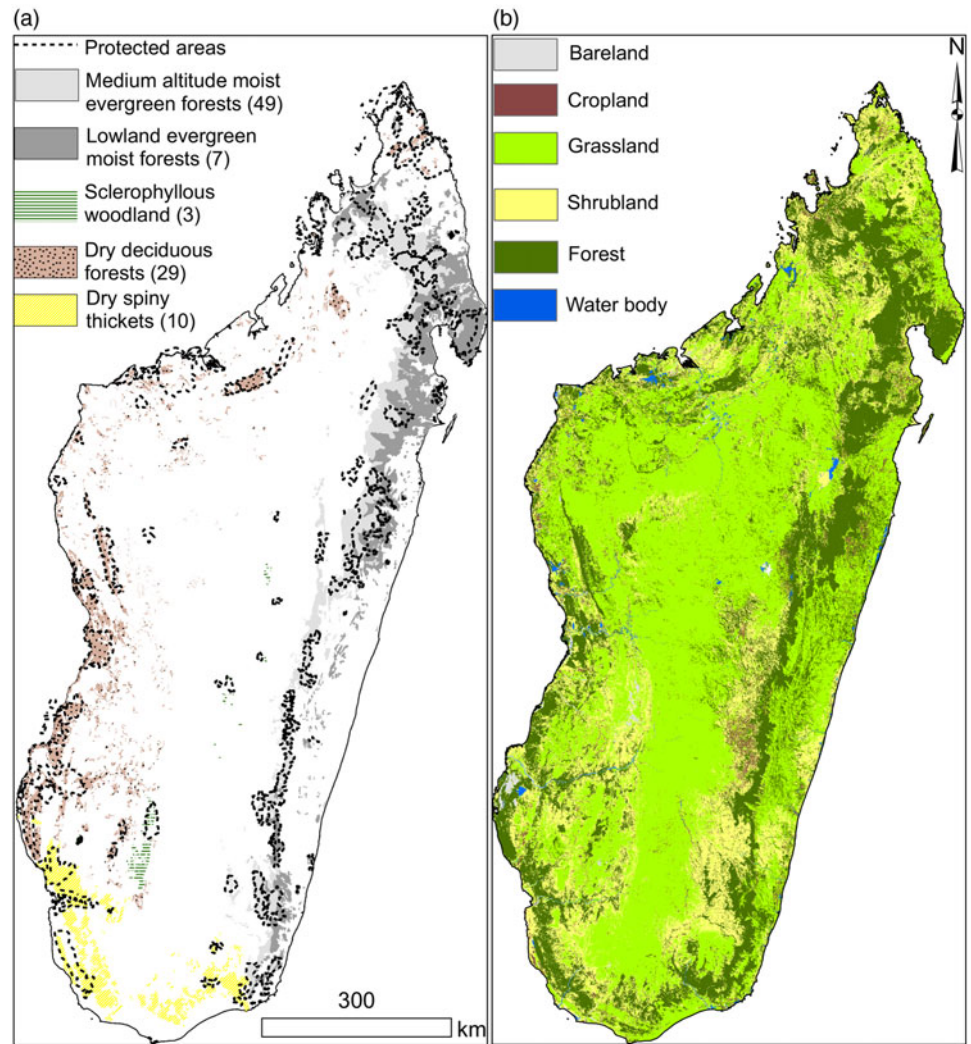 (a)
Protected areas
Medium altitude moist
evergreen forests (49)
Lowland evergreen
moist forests (7)
Sclerophyllous
woodland (3)
Dry deciduous
forests (29)
Dry spiny
thickets (10)
300
km
(b)
N
Bareland
Cropland
Grassland
Shrubland
Forest
Water body